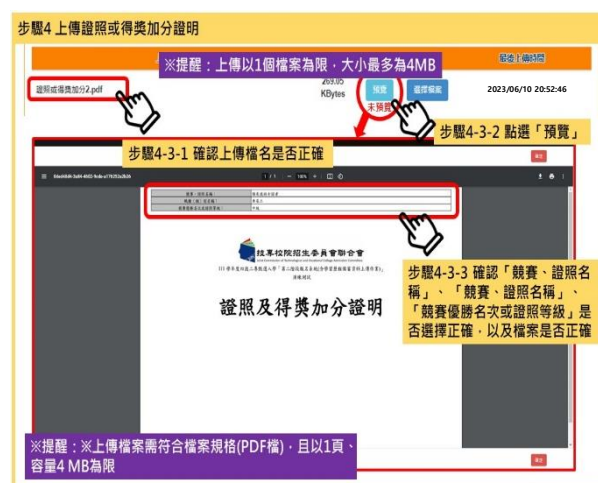 步驟4 上傳證照或得獎加分證明
※提醒：上傳以1個檔案為限，大小最多為4MB
最後上傳時間
證照或得獎加分2.pdf
269.05
KBytes
預覽
選擇檔案
2023/06/10 20:52:46
未預覽
步驟4-3-2 點選「預覽」
步驟4-3-1 確認上傳檔名是否正確
1 / 1
100%
技專校院招生委員會聯合會
證照及得獎加分證明
步驟4-3-3 確認「競賽、證照名
稱」、「競賽、證照名稱」、
「競賽優勝名次或證照等級」是
否選擇正確，以及檔案是否正確
※提醒：※上傳檔案需符合檔案規格(PDF檔)，且以1頁、
容量4 MB為限